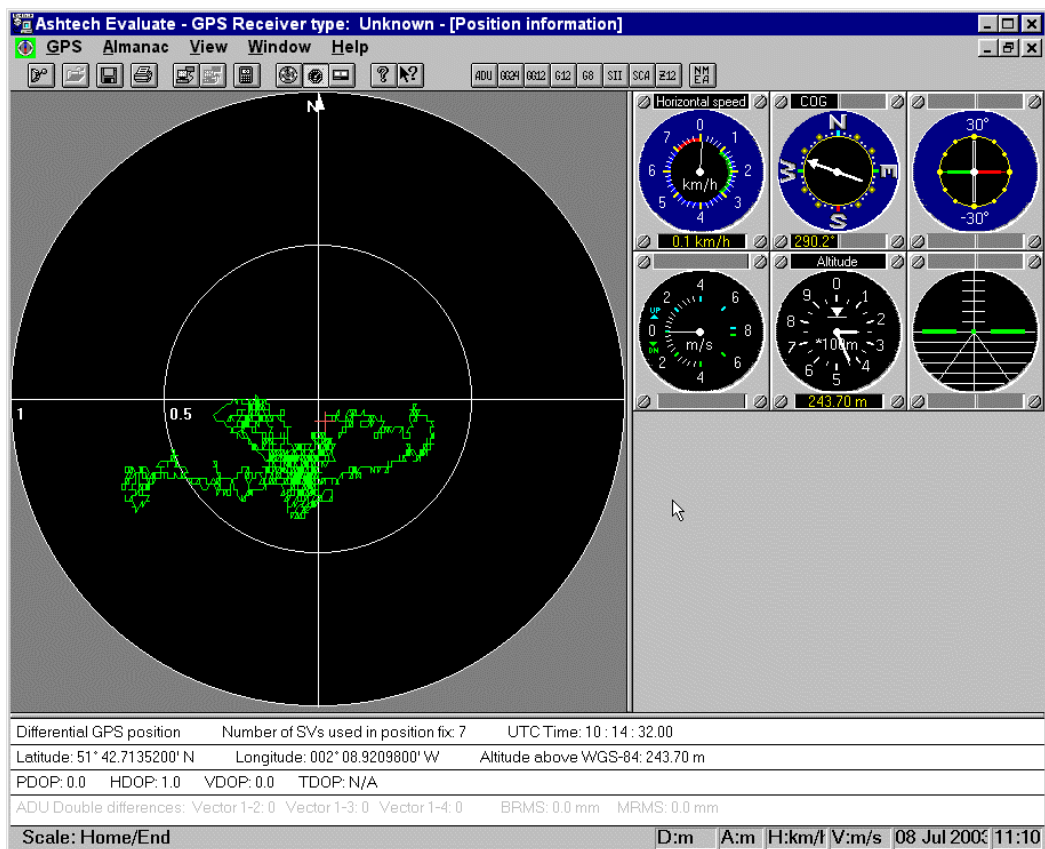 Ashtech Evaluate - GPS Receiver type: Unknown - [Position information]
GPS Almanac View Window Help
ADU GG24 GG12 G12 G8 SII SCA Z12 NMEA
N
1
0.5
Horizontal speed
0 1 2 3 4 5 6 7
km/h
0.1 km/h
COG
N E S W
290.2°
30°
-30°
2 4 6 8 6 4 2 0
UP
DN
m/s
Altitude
0 1 2 3 4 5 6 7 8 9
*100m
243.70 m
Differential GPS position Number of SVs used in position fix: 7 UTC Time: 10 : 14 : 32.00
Latitude: 51° 42.7135200' N Longitude: 002° 08.9209800' W Altitude above WGS-84: 243.70 m
PDOP: 0.0 HDOP: 1.0 VDOP: 0.0 TDOP: N/A
ADU Double differences: Vector 1-2: 0 Vector 1-3: 0 Vector 1-4: 0 BRMS: 0.0 mm MRMS: 0.0 mm
Scale: Home/End D:m A:m H:km/h V:m/s 08 Jul 2003 11:10